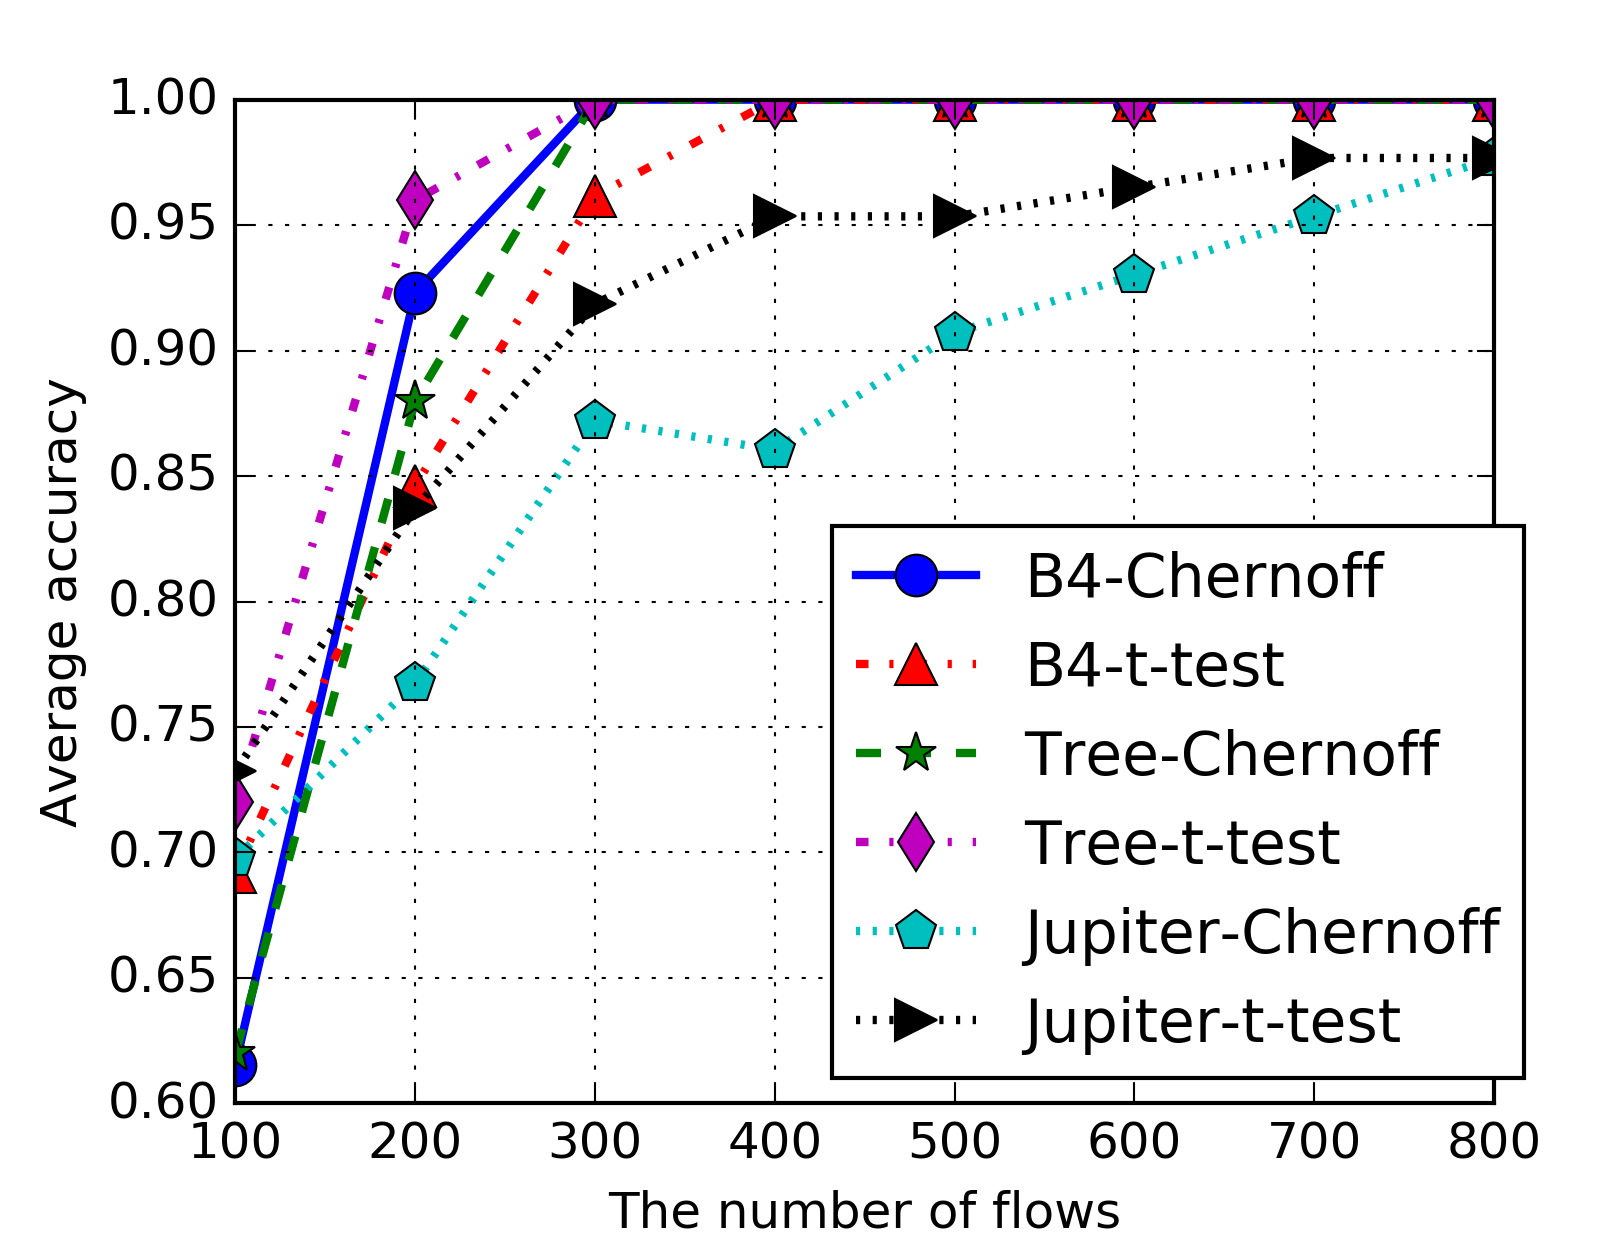 Average accuracy
1.00
0.95
0.90
0.85
0.80
0.75
0.70
0.65
0.60
100 200 300 400 500 600 700 800
The number of flows
B4-Chernoff
B4-t-test
Tree-Chernoff
Tree-t-test
Jupiter-Chernoff
Jupiter-t-test